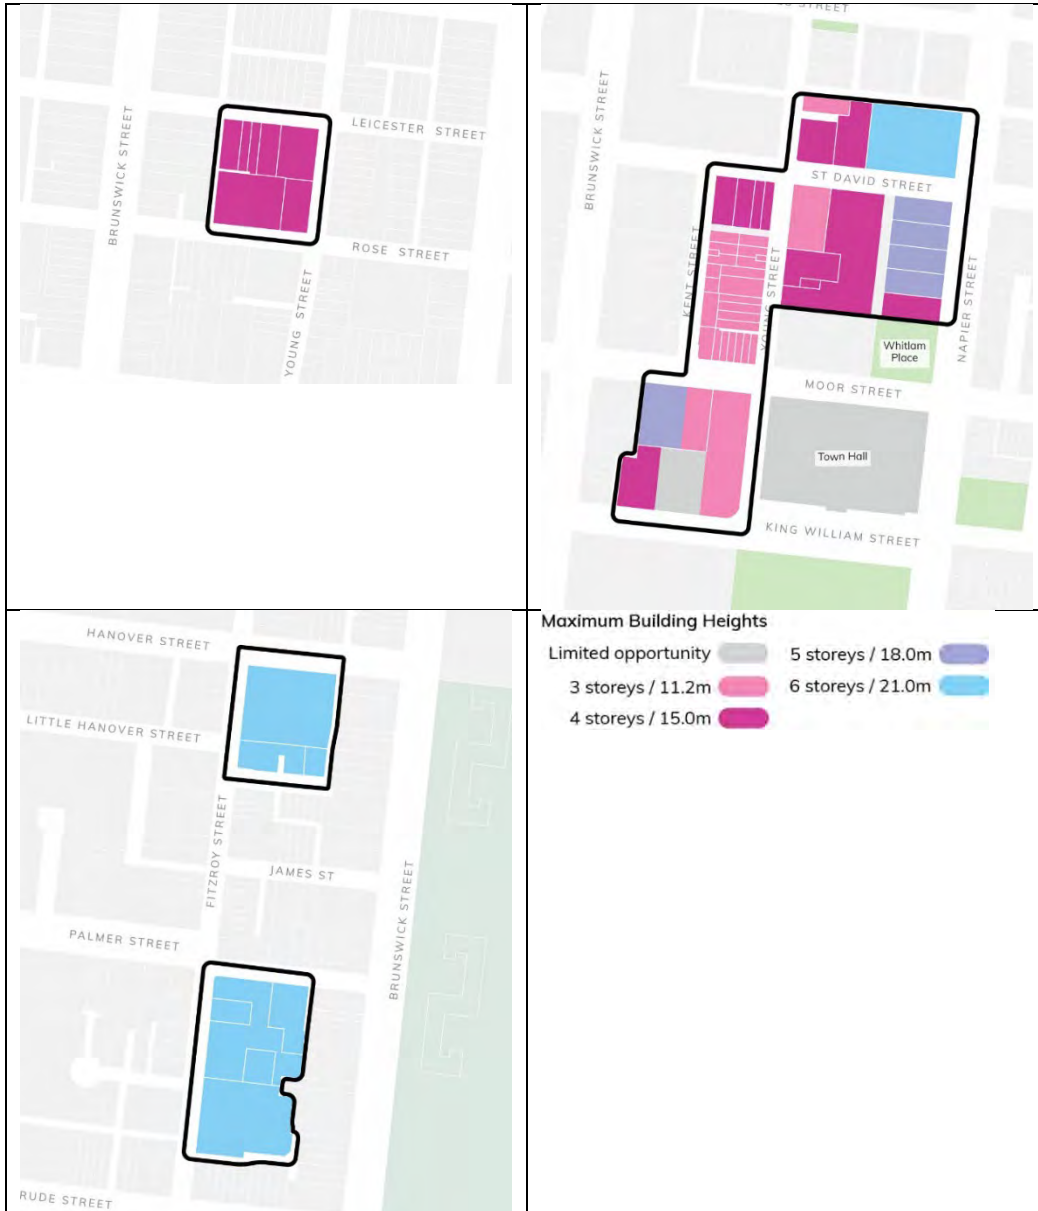 LEICESTER STREET
BRUNSWICK STREET
ROSE STREET
YOUNG STREET
STREET
BRUNSWICK STREET
ST DAVID STREET
KENT STREET
YOUNG STREET
NAPIER STREET
Whitlam
Place
MOOR STREET
Town Hall
KING WILLIAM STREET
HANOVER STREET
LITTLE HANOVER STREET
FITZROY STREET
JAMES ST
PALMER STREET
BRUNSWICK STREET
RUDE STREET
Maximum Building Heights
Limited opportunity
5 storeys / 18.0m
3 storeys / 11.2m
6 storeys / 21.0m
4 storeys / 15.0m